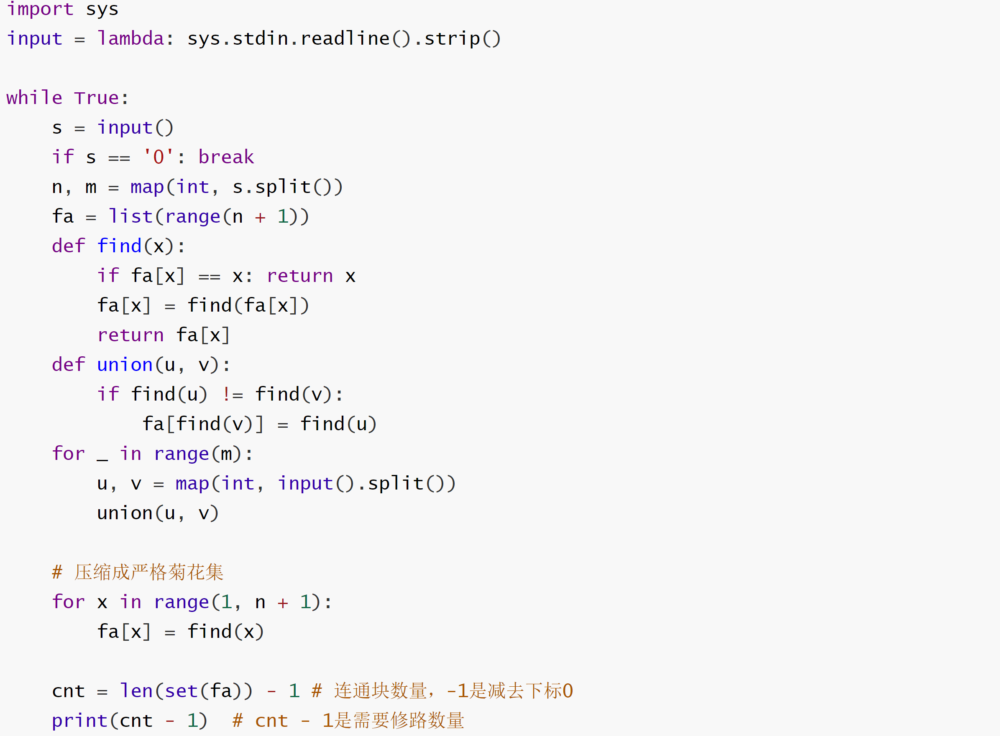 import sys
input = lambda: sys.stdin.readline().strip()

while True:
    s = input()
    if s == '0': break
    n, m = map(int, s.split())
    fa = list(range(n + 1))
    def find(x):
        if fa[x] == x: return x
        fa[x] = find(fa[x])
        return fa[x]
    def union(u, v):
        if find(u) != find(v):
            fa[find(v)] = find(u)
    for _ in range(m):
        u, v = map(int, input().split())
        union(u, v)

    # 压缩成严格菊花集
    for x in range(1, n + 1):
        fa[x] = find(x)

    cnt = len(set(fa)) - 1 # 连通块数量，-1是减去下标0
    print(cnt - 1)  # cnt - 1是需要修路数量